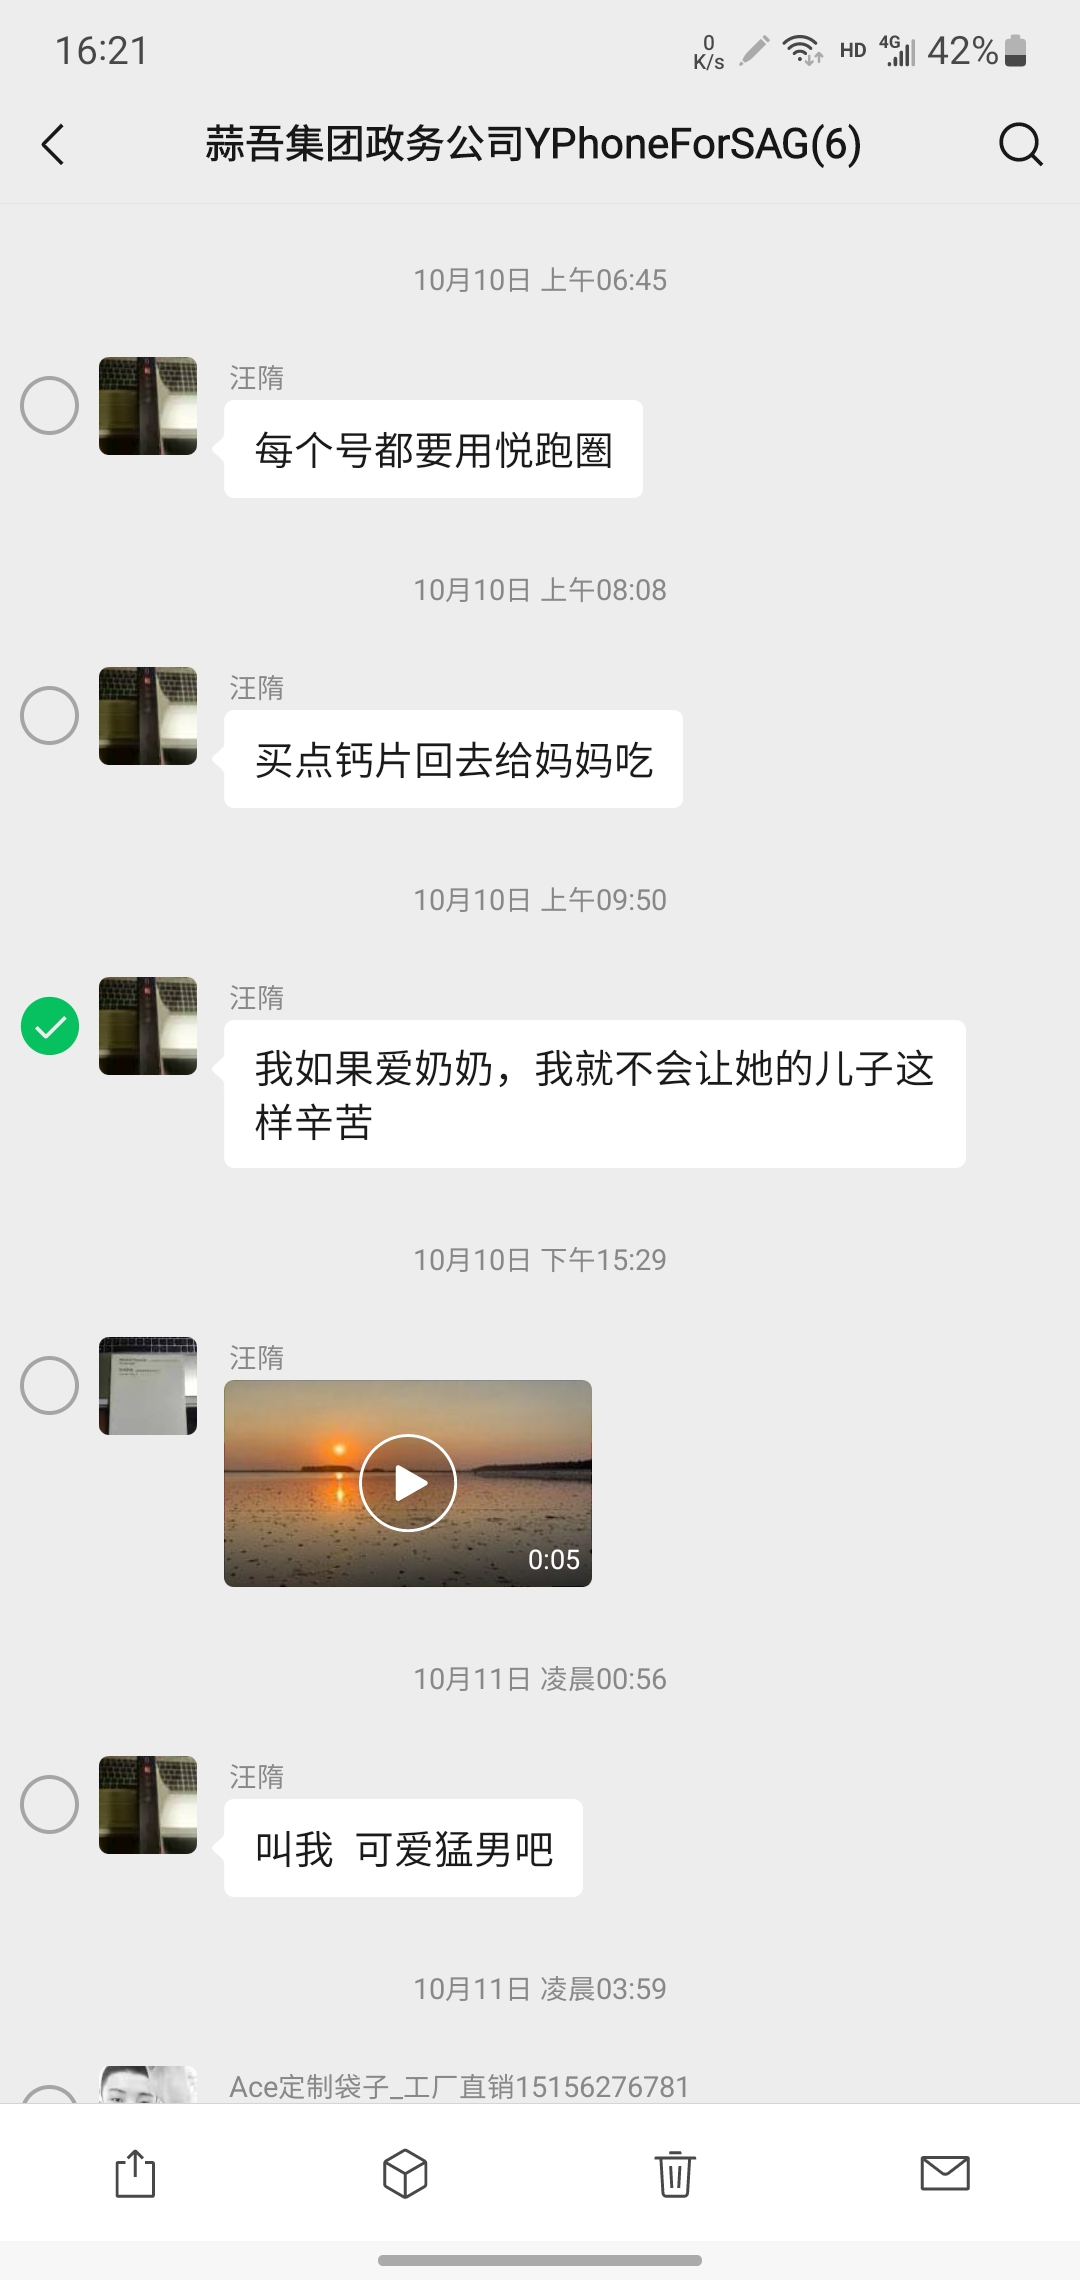 16:21
0
K/s
HD
4G
42%
蒜吾集团政务公司YPhoneForSAG(6)
10月10日 上午06:45
汪隋
每个号都要用悦跑圈
10月10日 上午08:08
汪隋
买点钙片回去给妈妈吃
10月10日 上午09:50
汪隋
我如果爱奶奶，我就不会让她的儿子这
样辛苦
10月10日 下午15:29
汪隋
0:05
10月11日 凌晨00:56
汪隋
叫我 可爱猛男吧
10月11日 凌晨03:59
Ace定制袋子_工厂直销15156276781